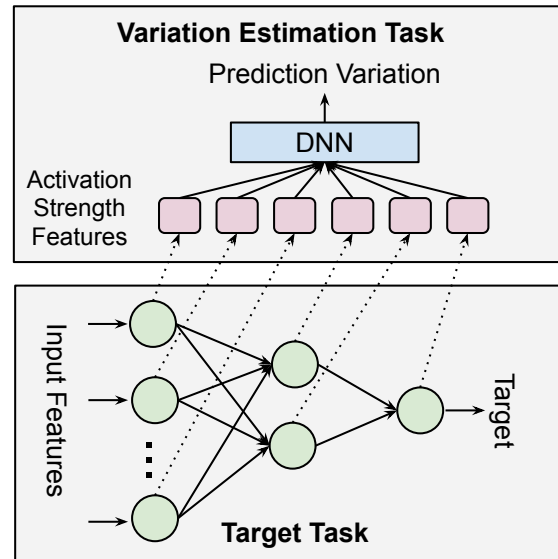 Variation Estimation Task
Prediction Variation
DNN
Activation
Strength
Features
Input Features
Target
Target Task